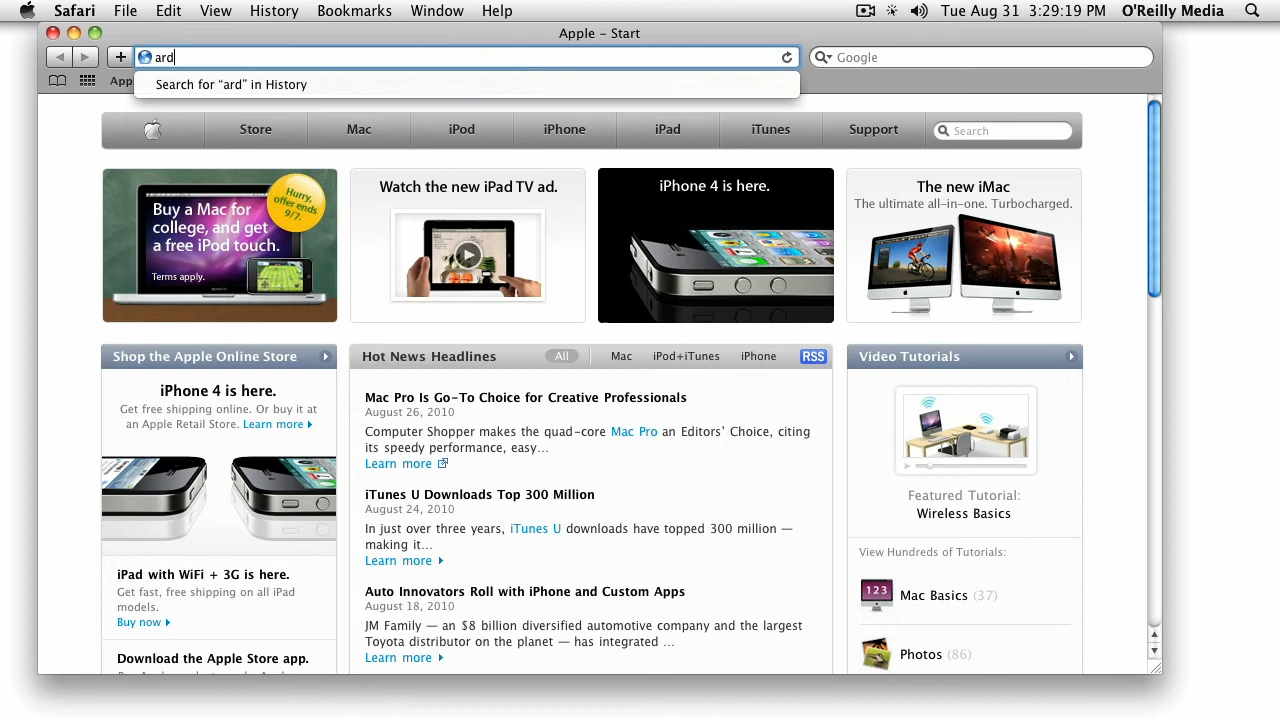 Safari File Edit View History Bookmarks Window Help Tue Aug 31 3:29:19 PM O'Reilly Media
Apple – Start
ard
Google
Search for “ard” in History
App
Store Mac iPod iPhone iPad iTunes Support Search
Buy a Mac for
college, and get
a free iPod touch.
Terms apply.
Hurry,
offer ends
9/7.
Watch the new iPad TV ad.
iPhone 4 is here.
The new iMac
The ultimate all-in-one. Turbocharged.
Shop the Apple Online Store
iPhone 4 is here.
Get free shipping online. Or buy it at
an Apple Retail Store. Learn more
iPad with WiFi + 3G is here.
Get fast, free shipping on all iPad
models.
Buy now
Download the Apple Store app.
Hot News Headlines All Mac iPod+iTunes iPhone RSS
Mac Pro Is Go-To Choice for Creative Professionals
August 26, 2010
Computer Shopper makes the quad-core Mac Pro an Editors’ Choice, citing
its speedy performance, easy...
Learn more
iTunes U Downloads Top 300 Million
August 24, 2010
In just over three years, iTunes U downloads have topped 300 million —
making it...
Learn more
Auto Innovators Roll with iPhone and Custom Apps
August 18, 2010
JM Family — an $8 billion diversified automotive company and the largest
Toyota distributor on the planet — has integrated ...
Learn more
Video Tutorials
Featured Tutorial:
Wireless Basics
View Hundreds of Tutorials:
123
Mac Basics (37)
Photos (86)